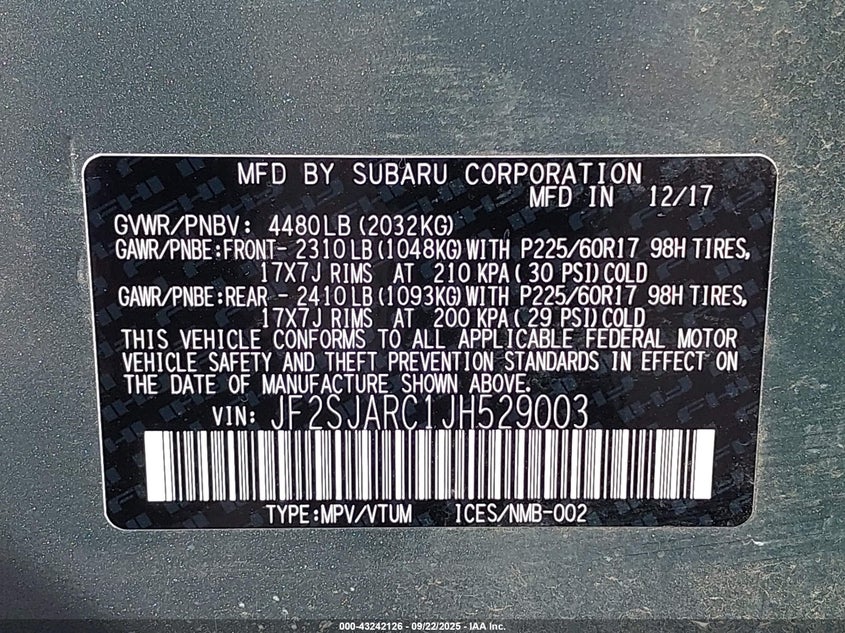 MFD BY SUBARU CORPORATION
MFD IN 12/17
GVWR/PNBV: 4480LB (2032KG)
GAWR/PNBE:FRONT- 2310LB (1048KG) WITH P225/60R17 98H TIRES,
17X7J RIMS AT 210 KPA( 30 PSI) COLD
GAWR/PNBE:REAR - 2410LB (1093KG) WITH P225/60R17 98H TIRES,
17X7J RIMS AT 200 KPA (29 PSI) COLD
THIS VEHICLE CONFORMS TO ALL APPLICABLE FEDERAL MOTOR
VEHICLE SAFETY AND THEFT PREVENTION STANDARDS IN EFFECT ON
THE DATE OF MANUFACTURE SHOWN ABOVE.
VIN: JF2SJARC1JH529003
TYPE:MPV/VTUM ICES/NMB-002
000-43242126 - 09/22/2025 - IAA Inc.